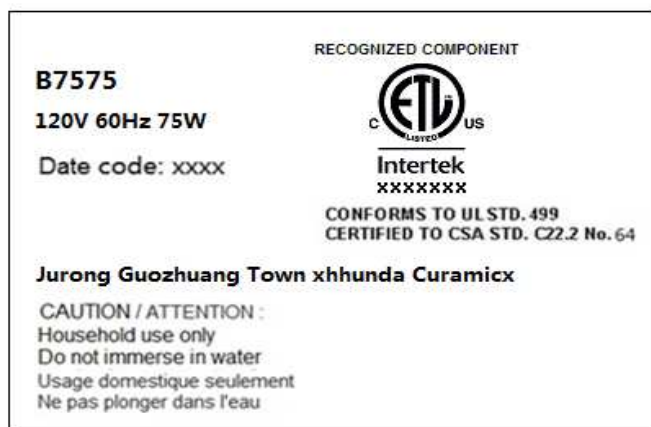 RECOGNIZED COMPONENT
B7575
120V 60Hz 75W
Date code: xxxx
ETL
C US
LISTED
Intertek
xxxxxxx
CONFORMS TO UL STD. 499
CERTIFIED TO CSA STD. C22.2 No. 64
Jurong Guozhuang Town xhhunda Curamicx
CAUTION / ATTENTION :
Household use only
Do not immerse in water
Usage domestique seulement
Ne pas plonger dans l'eau